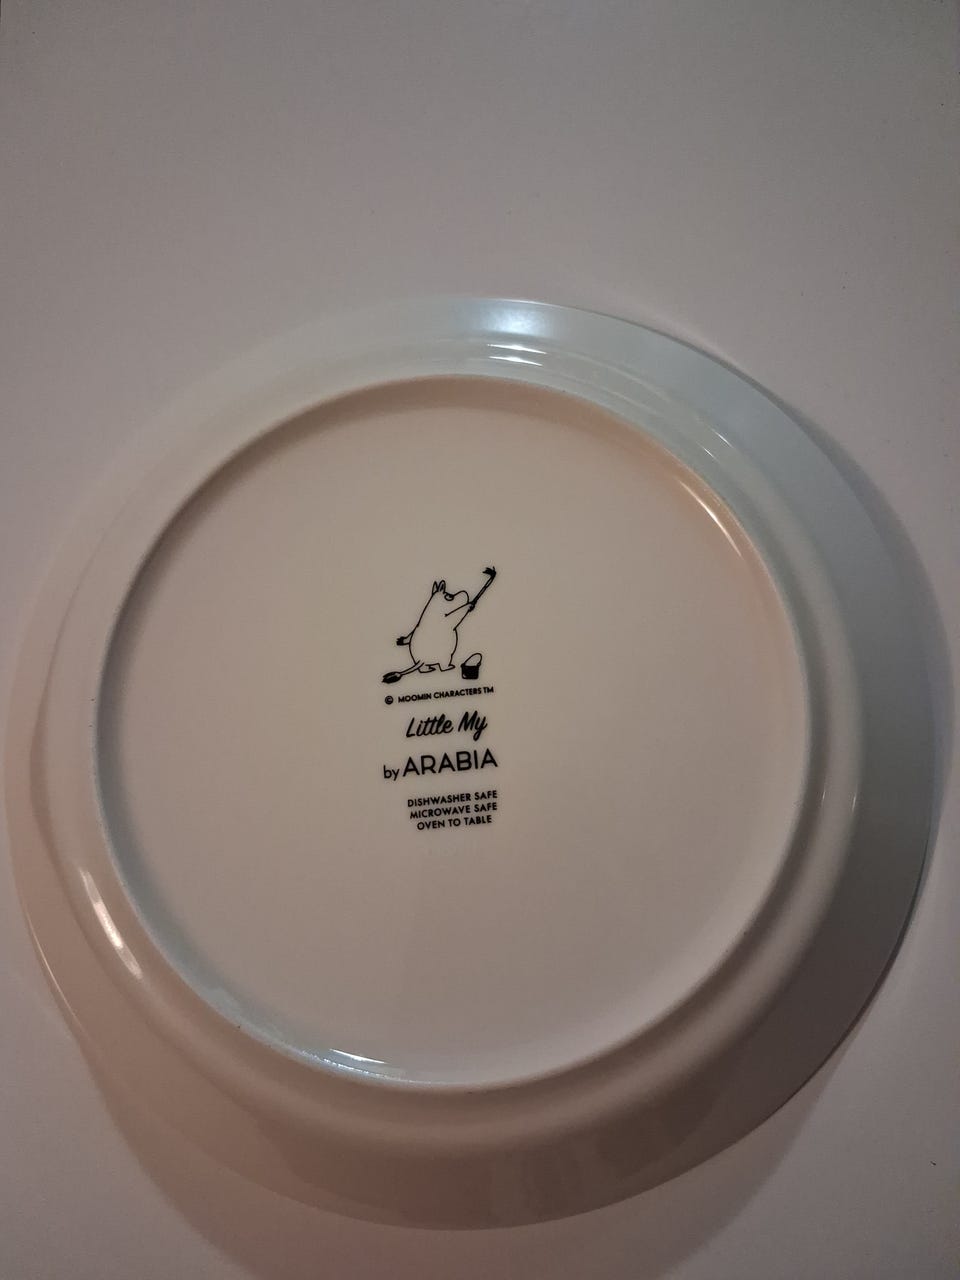 © MOOMIN CHARACTERS TM
Little My
by ARABIA
DISHWASHER SAFE
MICROWAVE SAFE
OVEN TO TABLE